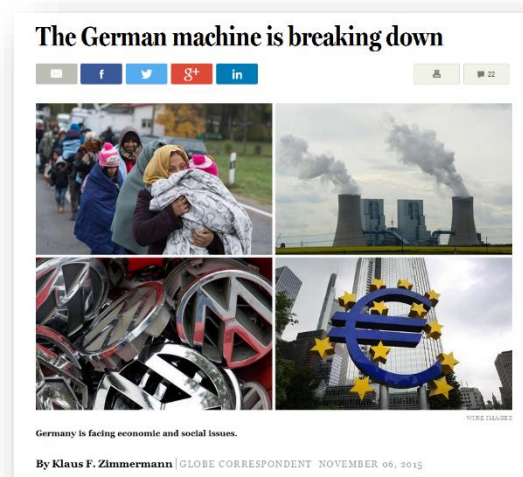 The German machine is breaking down
f
g+
in
22
WIRE IMAGES
Germany is facing economic and social issues.
By Klaus F. Zimmermann | GLOBE CORRESPONDENT NOVEMBER 06, 2015